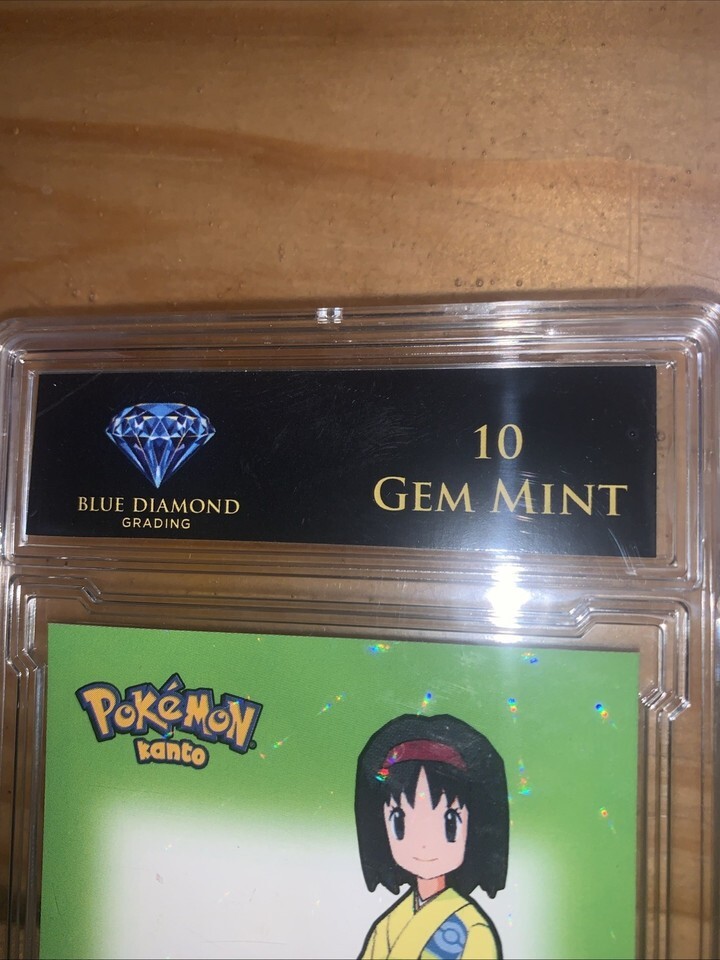 BLUE DIAMOND
GRADING
10
GEM MINT
POKéMON
kanto